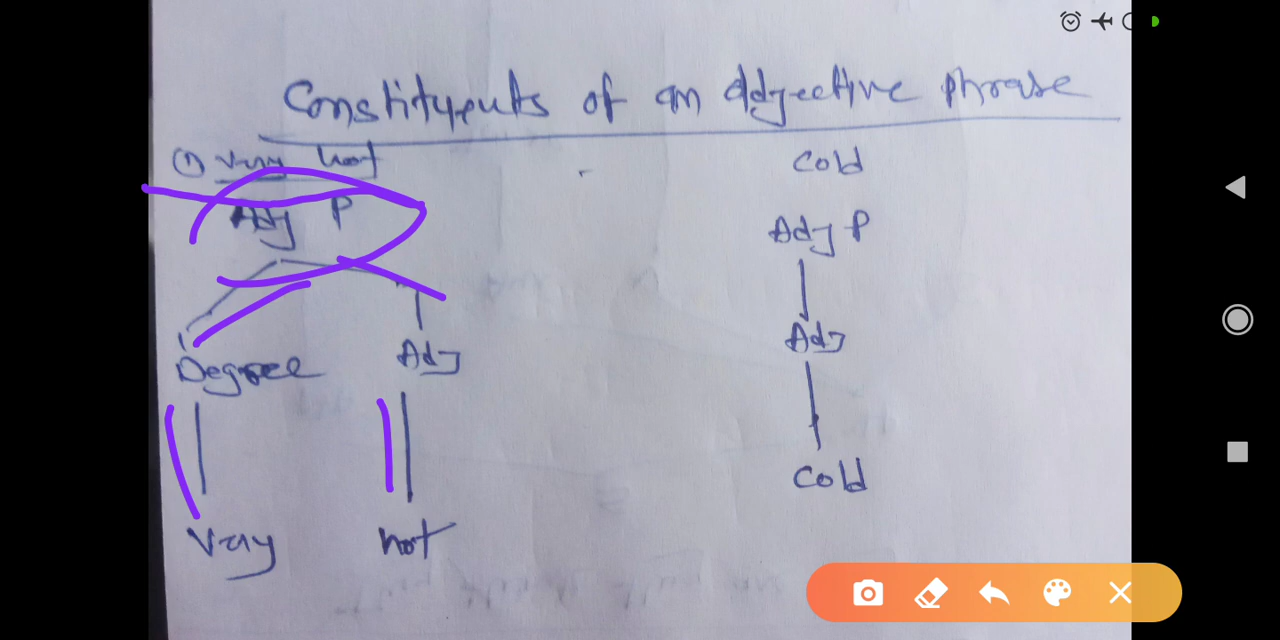 Constituents of an Adjective phrase
① Very hot
Adj P
Degree Adj
Very hot
Cold
Adj P
Adj
Cold